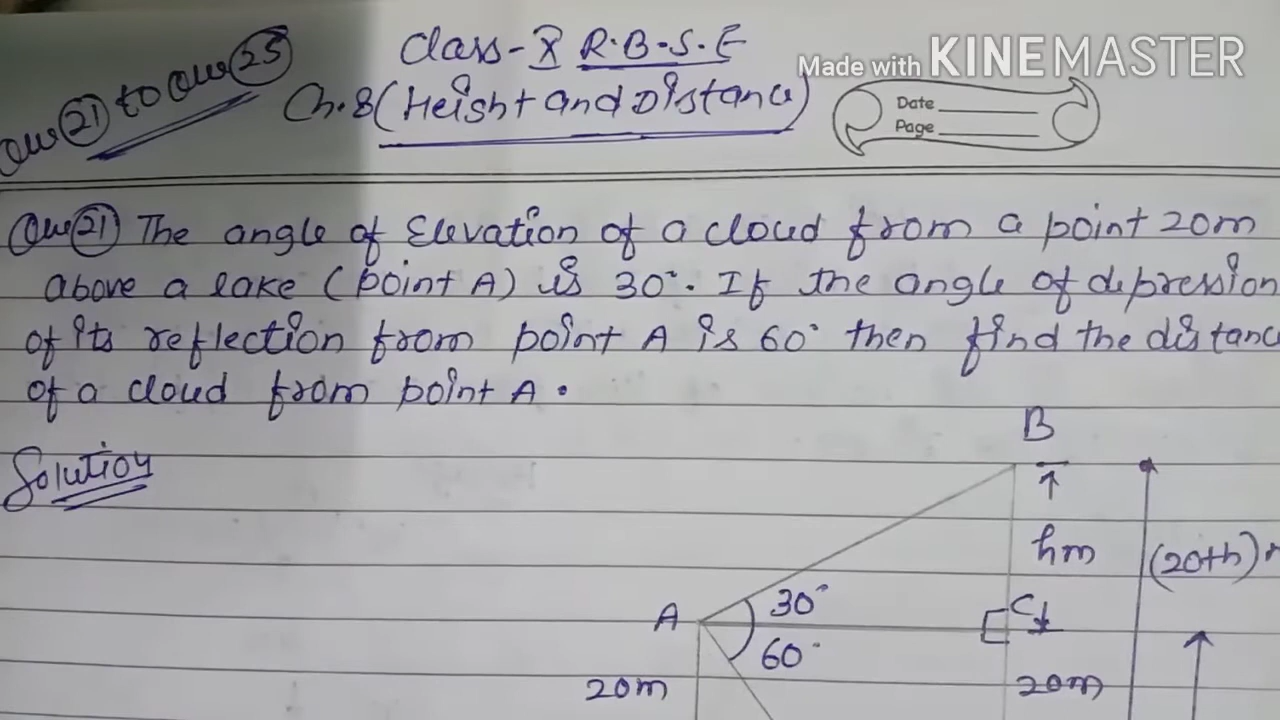 Class-X R.B.S.E
Made with KINEMASTER
Que 21 to Que 25
Ch.8 (Height and Distance)
Date
Page
Que 21 The angle of Elevation of a cloud from a point 20m
above a lake (point A) is 30°. If the angle of depression
of its reflection from point A is 60° then find the distanc
of a cloud from point A.
Solution
B
hm
(20+h)
A
30°
C
60°
20m
20m